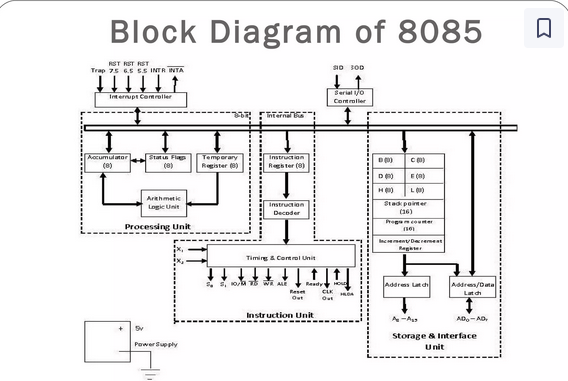 Block Diagram of 8085
RST RST RST
Trap 7.5 6.5 5.5 INTR INTA
SID SOD
Interrupt Controller
Serial I/O
Controller
8-bit
Internal Bus
Accumulator
(8)
Status Flags
(8)
Temporary
Register (8)
Instruction
Register (8)
B (8) C (8)
D (8) E (8)
H (8) L (8)
Arithmetic
Logic Unit
Instruction
Decoder
Stack pointer
(16)
Program counter
(16)
Increment/Decrement
Register
Processing Unit
X₁
X₂
Timing & Control Unit
S₀ S₁ IO/M RD WR ALE
Reset
Out
Ready
CLK
Out
HOLD
HLDA
Address Latch
Address/Data
Latch
A₈ – A₁₅
AD₀ – AD₇
Instruction Unit
Storage & Interface
Unit
+ 5v
Power Supply
-